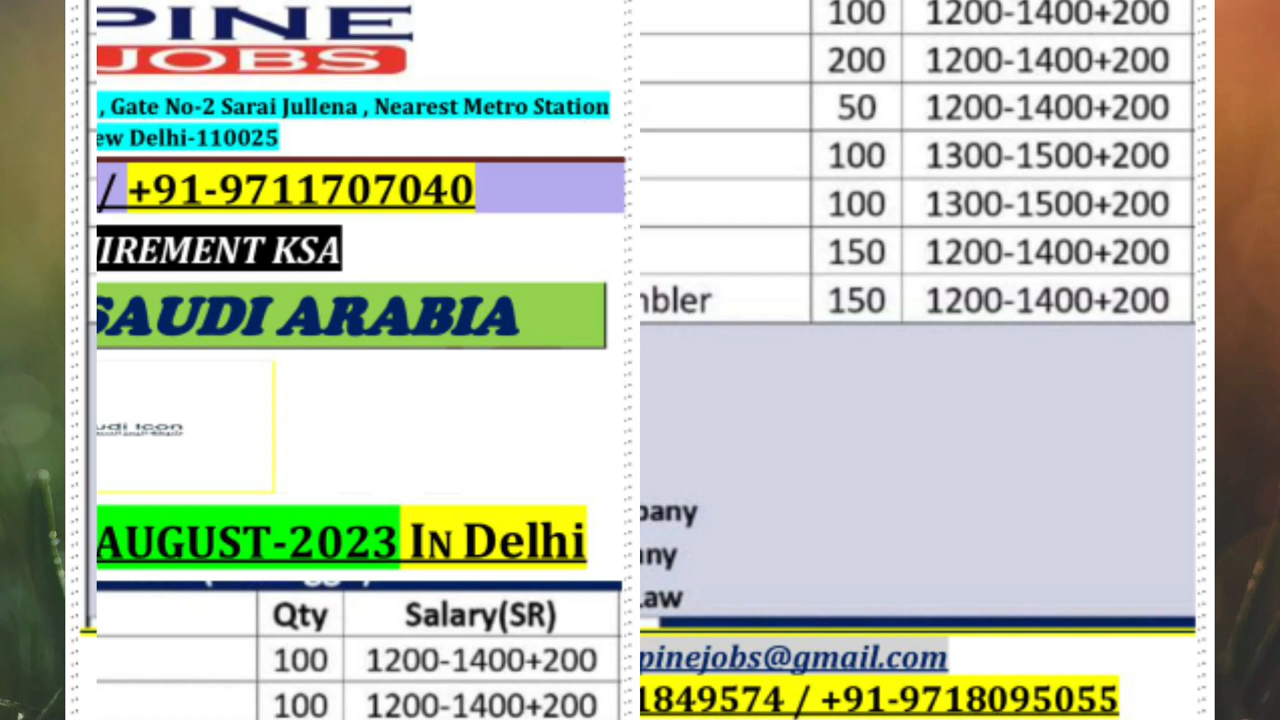 PINE
JOBS
, Gate No-2 Sarai Jullena , Nearest Metro Station
ew Delhi-110025
/ +91-9711707040
IREMENT KSA
SAUDI ARABIA
udi Icon
AUGUST-2023 IN Delhi
Qty Salary(SR)
100 1200-1400+200
100 1200-1400+200
100 1200-1400+200
200 1200-1400+200
50 1200-1400+200
100 1300-1500+200
100 1300-1500+200
150 1200-1400+200
mbler 150 1200-1400+200
pany
ny
Law
pinejobs@gmail.com
1849574 / +91-9718095055